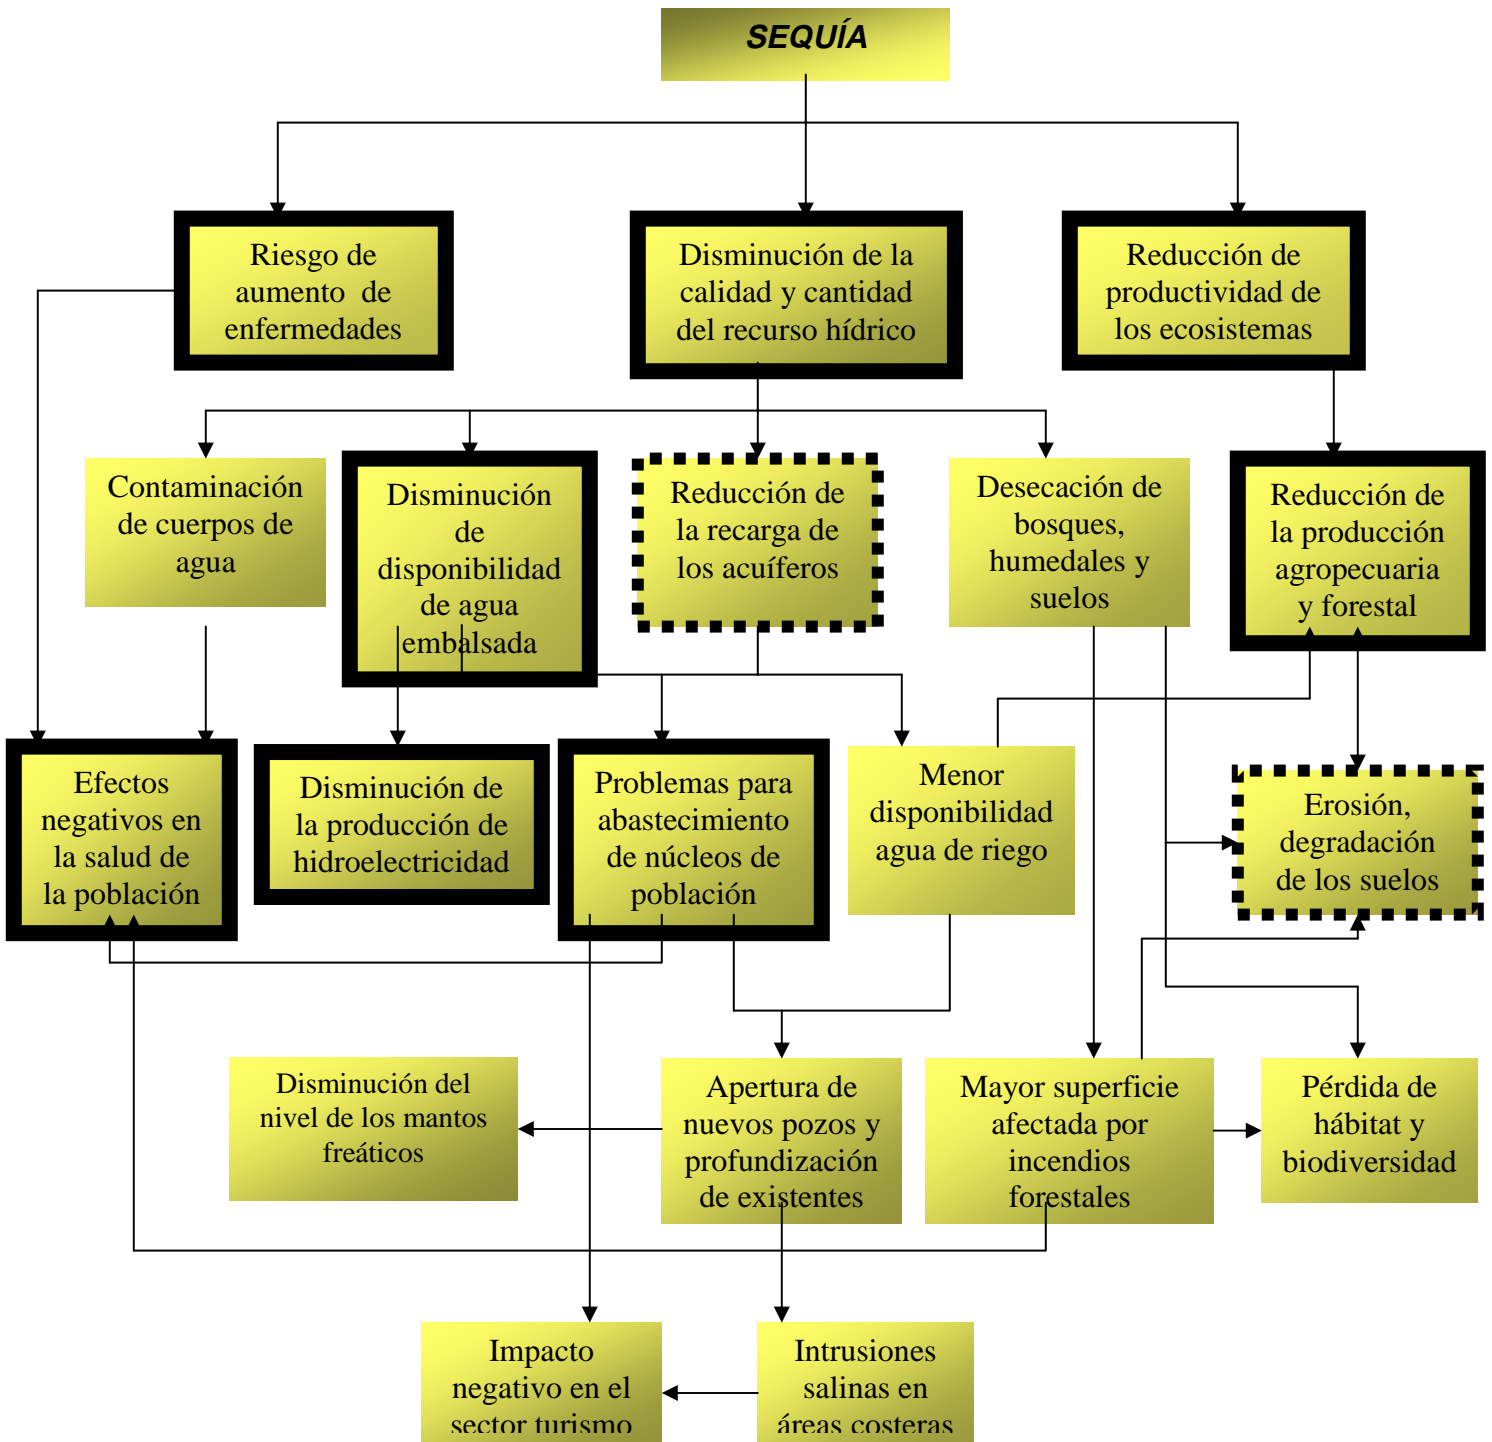 SEQUÍA
Riesgo de
aumento de
enfermedades
Disminución de la
calidad y cantidad
del recurso hídrico
Reducción de
productividad de
los ecosistemas
Contaminación
de cuerpos de
agua
Disminución
de
disponibilidad
de agua
embalsada
Reducción de
la recarga de
los acuíferos
Desecación de
bosques,
humedales y
suelos
Reducción de
la producción
agropecuaria
y forestal
Efectos
negativos en
la salud de
la población
Disminución de
la producción de
hidroelectricidad
Problemas para
abastecimiento
de núcleos de
población
Menor
disponibilidad
agua de riego
Erosión,
degradación
de los suelos
Disminución del
nivel de los mantos
freáticos
Apertura de
nuevos pozos y
profundización
de existentes
Mayor superficie
afectada por
incendios
forestales
Pérdida de
hábitat y
biodiversidad
Impacto
negativo en el
sector turismo
Intrusiones
salinas en
áreas costeras